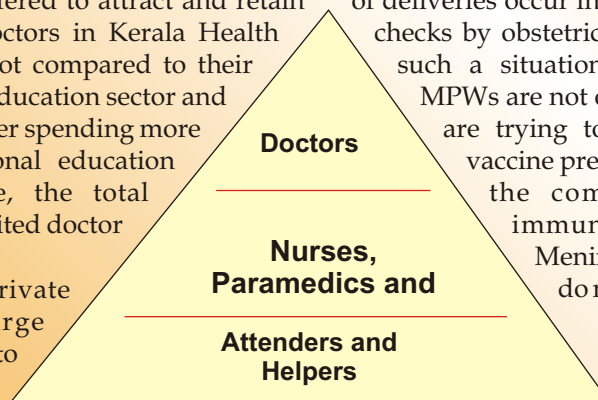 fered to attract and retain
octors in Kerala Health
ot compared to their
ducation sector and
er spending more
onal education
e, the total
ited doctor
rivate
rge
to
Doctors
Nurses,
Paramedics and
Attenders and
Helpers
of deliveries occur in
checks by obstetric
such a situation
MPWs are not
are trying to
vaccine pre
the com
immun
Menin
do